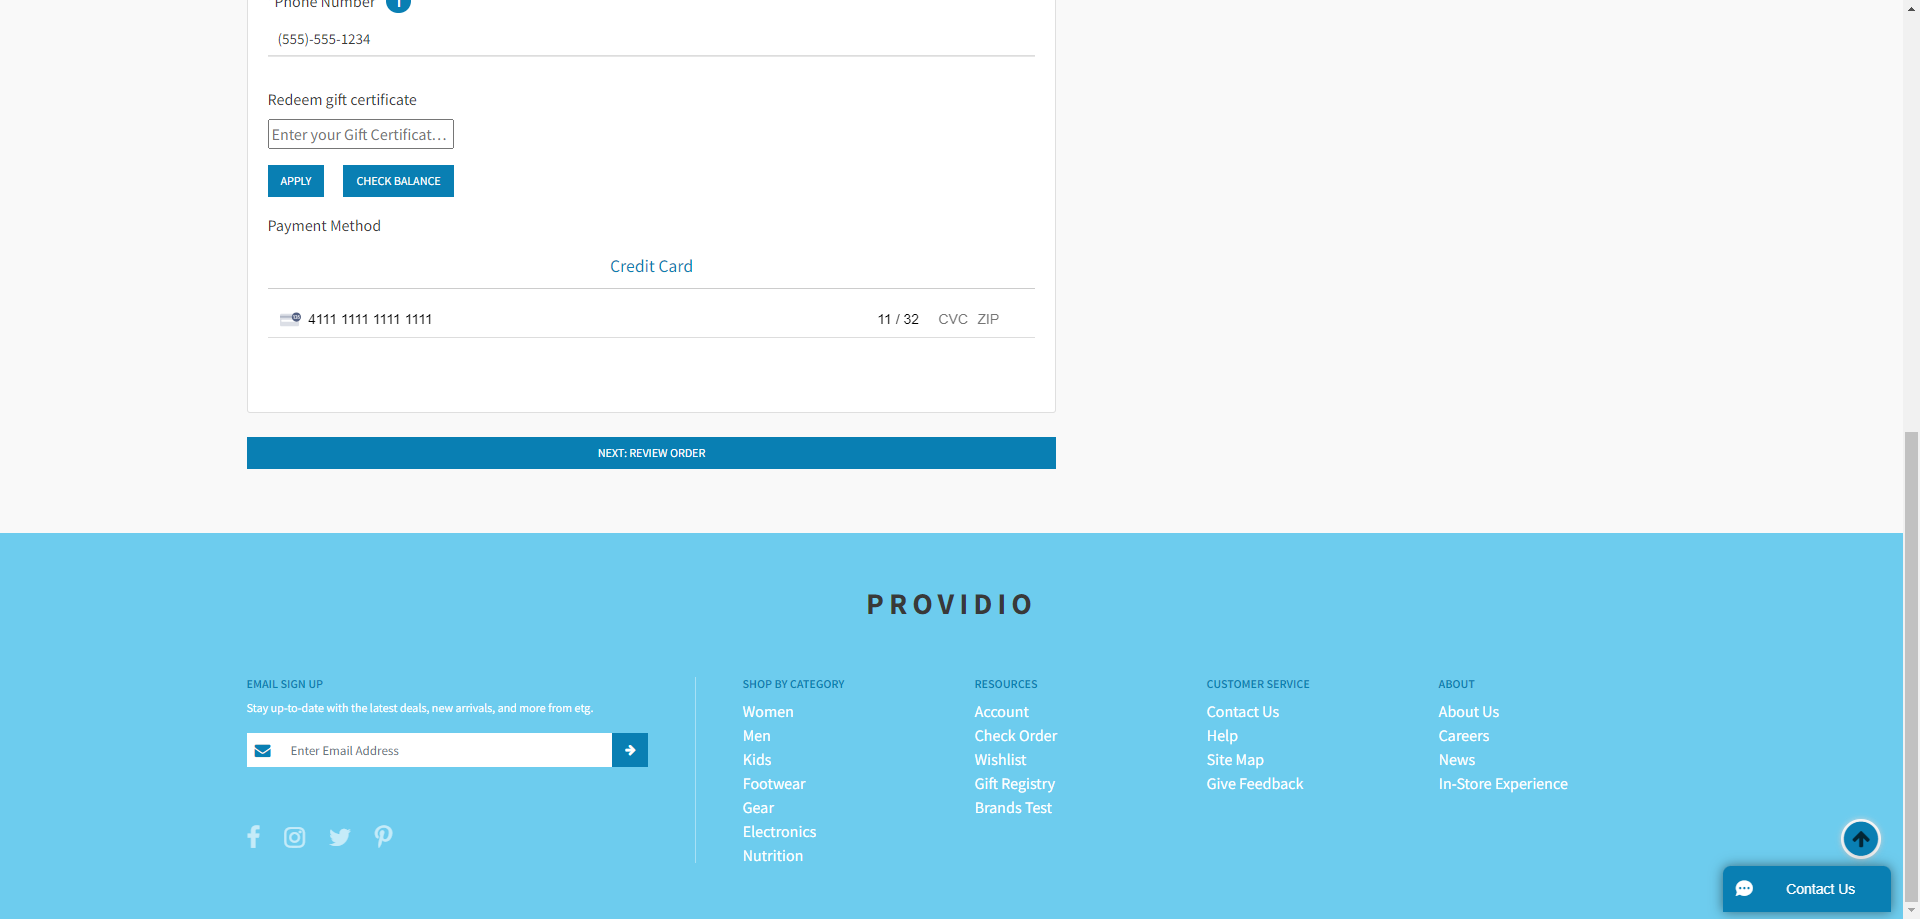 Phone Number
(555)-555-1234
Redeem gift certificate
Enter your Gift Certificat…
APPLY CHECK BALANCE
Payment Method
Credit Card
4111 1111 1111 1111 11 / 32 CVC ZIP
NEXT: REVIEW ORDER
PROVIDIO
EMAIL SIGN UP
Stay up-to-date with the latest deals, new arrivals, and more from etg.
Enter Email Address
SHOP BY CATEGORY
Women
Men
Kids
Footwear
Gear
Electronics
Nutrition
RESOURCES
Account
Check Order
Wishlist
Gift Registry
Brands Test
CUSTOMER SERVICE
Contact Us
Help
Site Map
Give Feedback
ABOUT
About Us
Careers
News
In-Store Experience
Contact Us